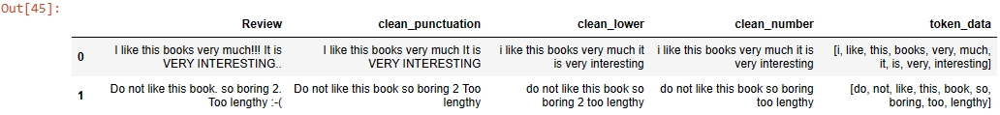 Out[45]:
Review clean_punctuation clean_lower clean_number token_data
0 I like this books very much!!! It is I like this books very much It is i like this books very much it i like this books very much it is [i, like, this, books, very, much,
VERY INTERESTING.. VERY INTERESTING is very interesting very interesting it, is, very, interesting]
1 Do not like this book. so boring 2. Do not like this book so boring 2 Too do not like this book so do not like this book so boring [do, not, like, this, book, so,
Too lengthy :-( lengthy boring 2 too lengthy too lengthy boring, too, lengthy]